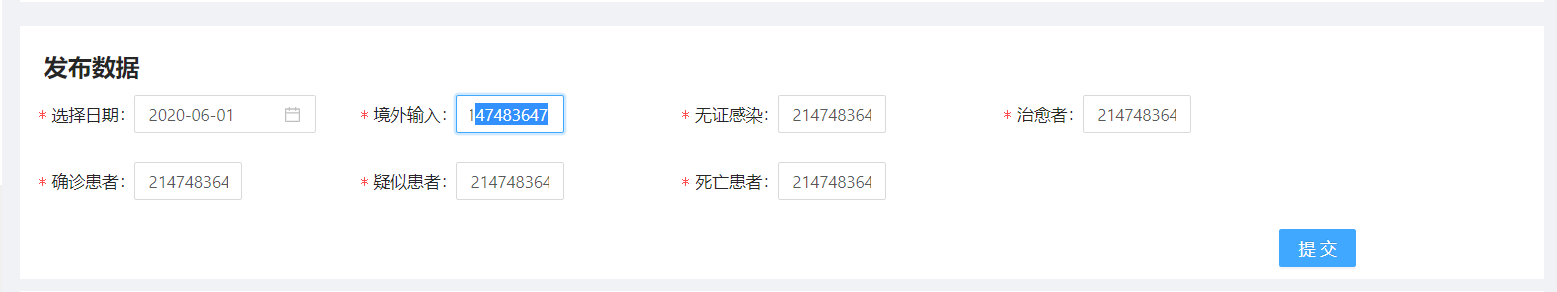 发布数据
* 选择日期: 2020-06-01 * 境外输入: 147483647 * 无证感染: 214748364 * 治愈者: 214748364
* 确诊患者: 214748364 * 疑似患者: 214748364 * 死亡患者: 214748364
提交